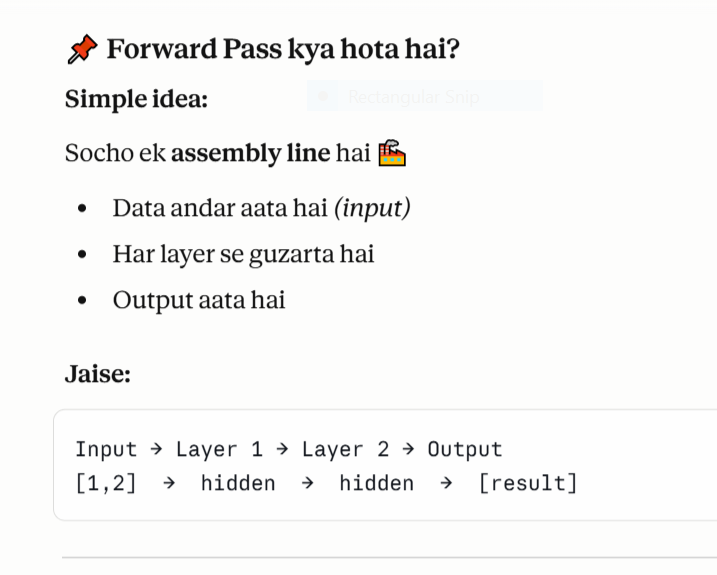 📌 Forward Pass kya hota hai?
Rectangular Snip
Simple idea:
Socho ek assembly line hai 🏭
• Data andar aata hai (input)
• Har layer se guzarta hai
• Output aata hai
Jaise:
Input → Layer 1 → Layer 2 → Output
[1,2] → hidden → hidden → [result]